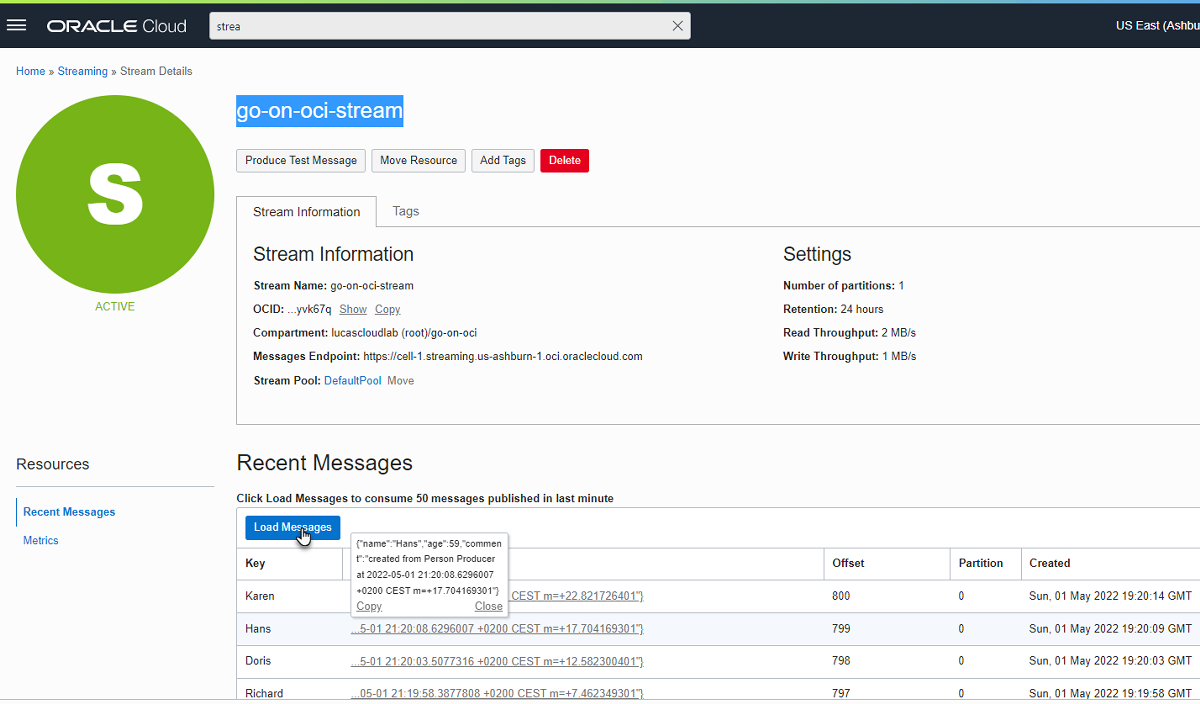 ORACLE Cloud
strea
US East (Ashbu
Home » Streaming » Stream Details
S
ACTIVE
go-on-oci-stream
Produce Test Message Move Resource Add Tags Delete
Stream Information Tags
Stream Information
Stream Name: go-on-oci-stream
OCID: ...yvk67q Show Copy
Compartment: lucascloudlab (root)/go-on-oci
Messages Endpoint: https://cell-1.streaming.us-ashburn-1.oci.oraclecloud.com
Stream Pool: DefaultPool Move
Settings
Number of partitions: 1
Retention: 24 hours
Read Throughput: 2 MB/s
Write Throughput: 1 MB/s
Resources
Recent Messages
Metrics
Recent Messages
Click Load Messages to consume 50 messages published in last minute
Load Messages
{"name":"Hans","age":59,"commen
t":"created from Person Producer
at 2022-05-01 21:20:08.6296007
+0200 CEST m=+17.704169301"}
Copy Close
Key Offset Partition Created
Karen CEST m=+22.821726401"} 800 0 Sun, 01 May 2022 19:20:14 GMT
Hans ...5-01 21:20:08.6296007 +0200 CEST m=+17.704169301"} 799 0 Sun, 01 May 2022 19:20:09 GMT
Doris ...5-01 21:20:03.5077316 +0200 CEST m=+12.582300401"} 798 0 Sun, 01 May 2022 19:20:03 GMT
Richard ...05-01 21:19:58.3877808 +0200 CEST m=+7.462349301"} 797 0 Sun, 01 May 2022 19:19:58 GMT